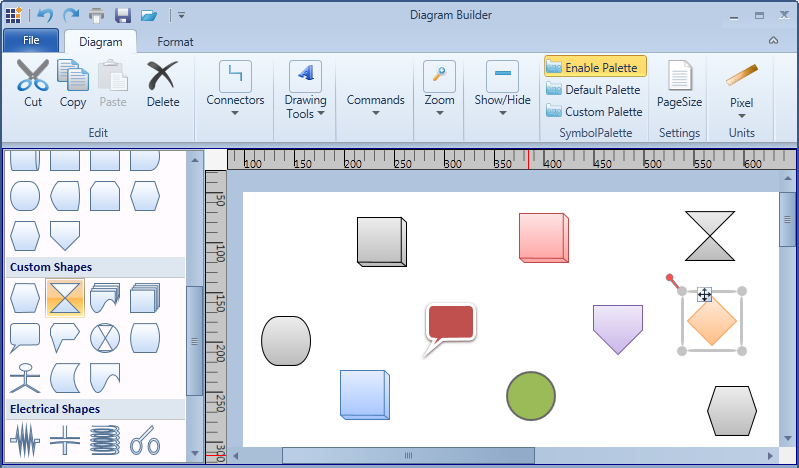 Diagram Builder
File Diagram Format
Cut Copy Paste Delete Connectors Drawing Tools Commands Zoom Show/Hide Enable Palette Default Palette Custom Palette PageSize Pixel
Edit SymbolPalette Settings Units
100 150 200 250 300 350 400 450 500 550 600
50
100
150
200
250
300
Custom Shapes
Electrical Shapes